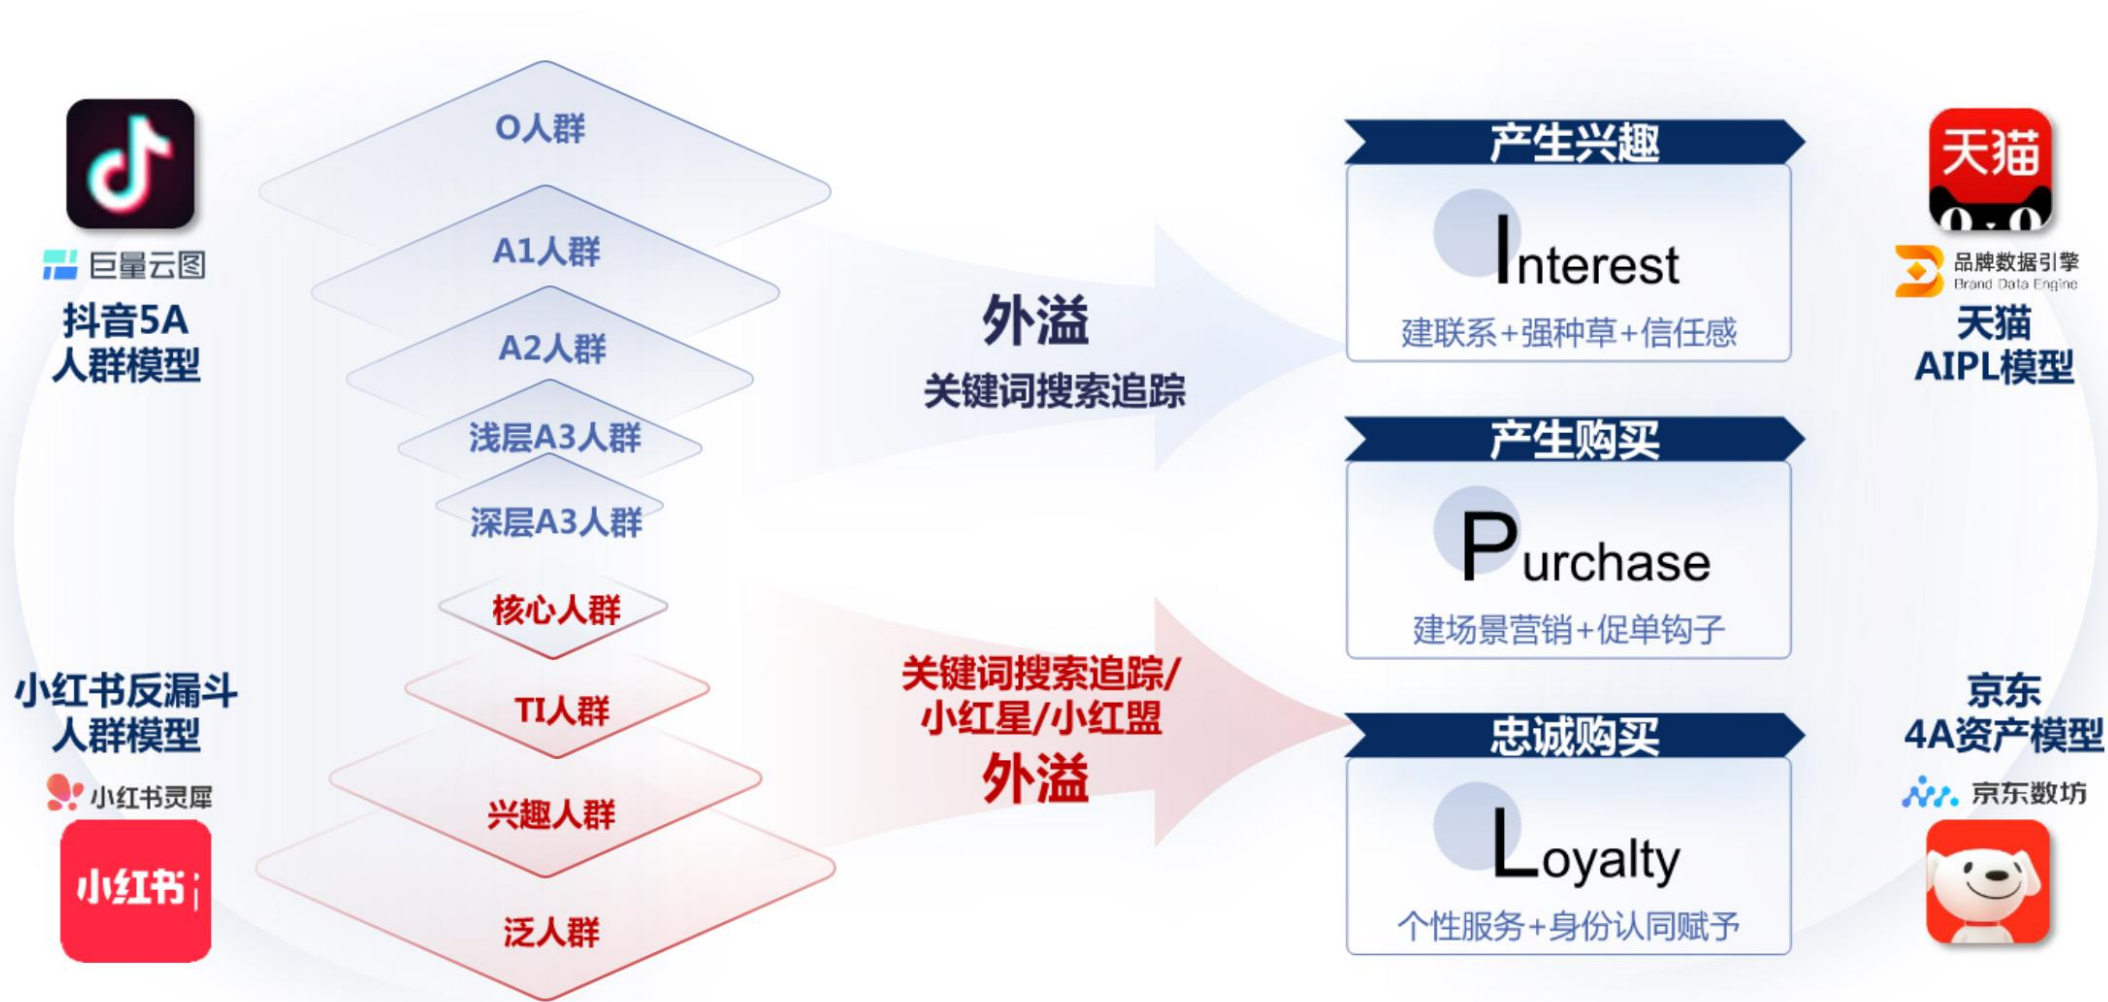 巨量云图
抖音5A
人群模型
小红书反漏斗
人群模型
小红书灵犀
小红书
O人群
A1人群
A2人群
浅层A3人群
深层A3人群
核心人群
TI人群
兴趣人群
泛人群
外溢
关键词搜索追踪
关键词搜索追踪/
小红星/小红盟
外溢
产生兴趣
Interest
建联系+强种草+信任感
产生购买
Purchase
建场景营销+促单钩子
忠诚购买
Loyalty
个性服务+身份认同赋予
天猫
品牌数据引擎
Brand Data Engine
天猫
AIPL模型
京东
4A资产模型
京东数坊